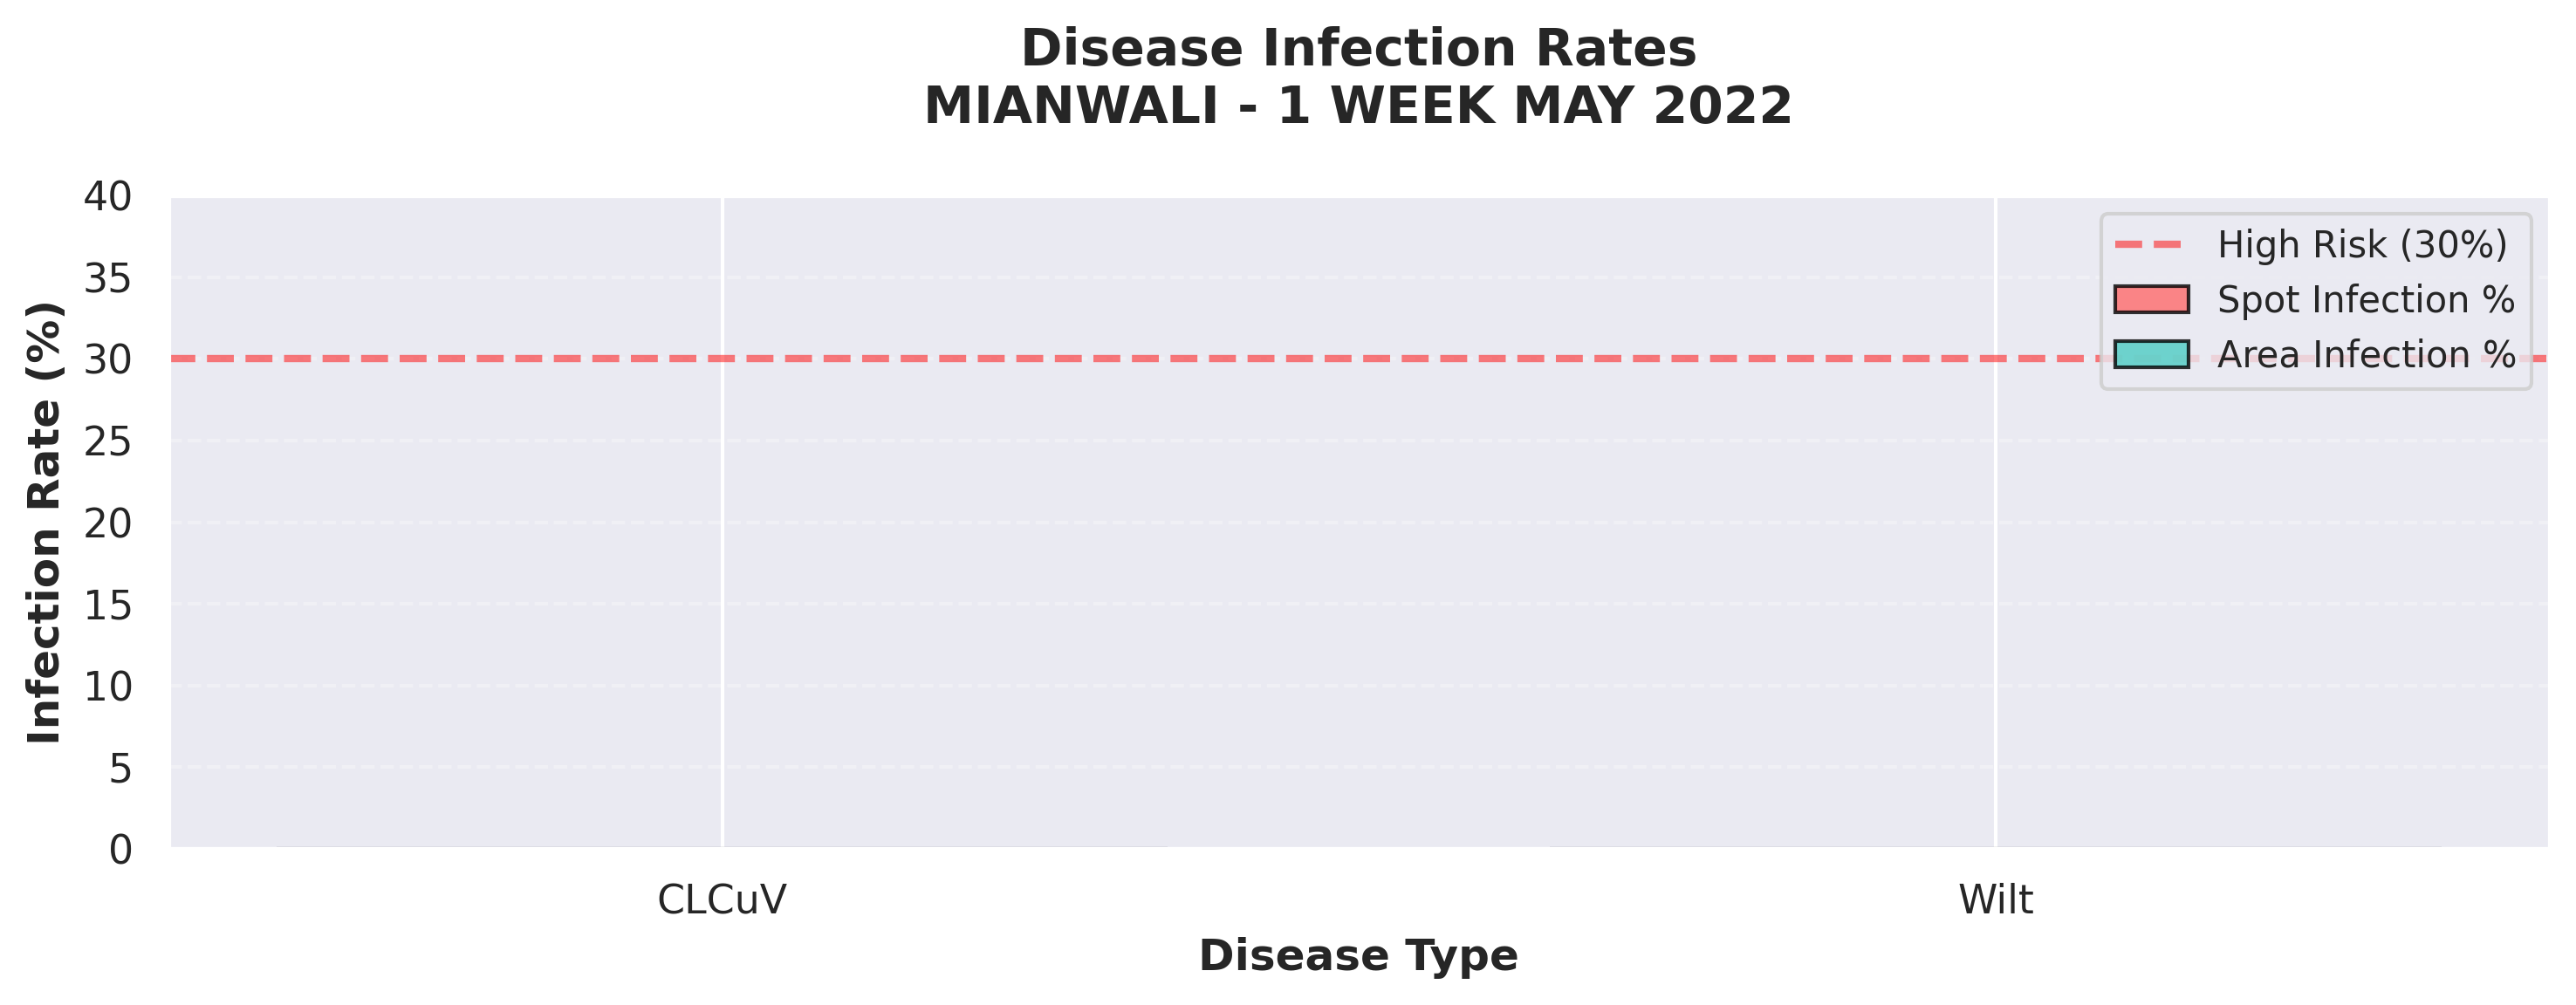 Disease Infection Rates
MIANWALI - 1 WEEK MAY 2022
Infection Rate (%)
40
35
30
25
20
15
10
5
0
High Risk (30%)
Spot Infection %
Area Infection %
CLCuV
Wilt
Disease Type